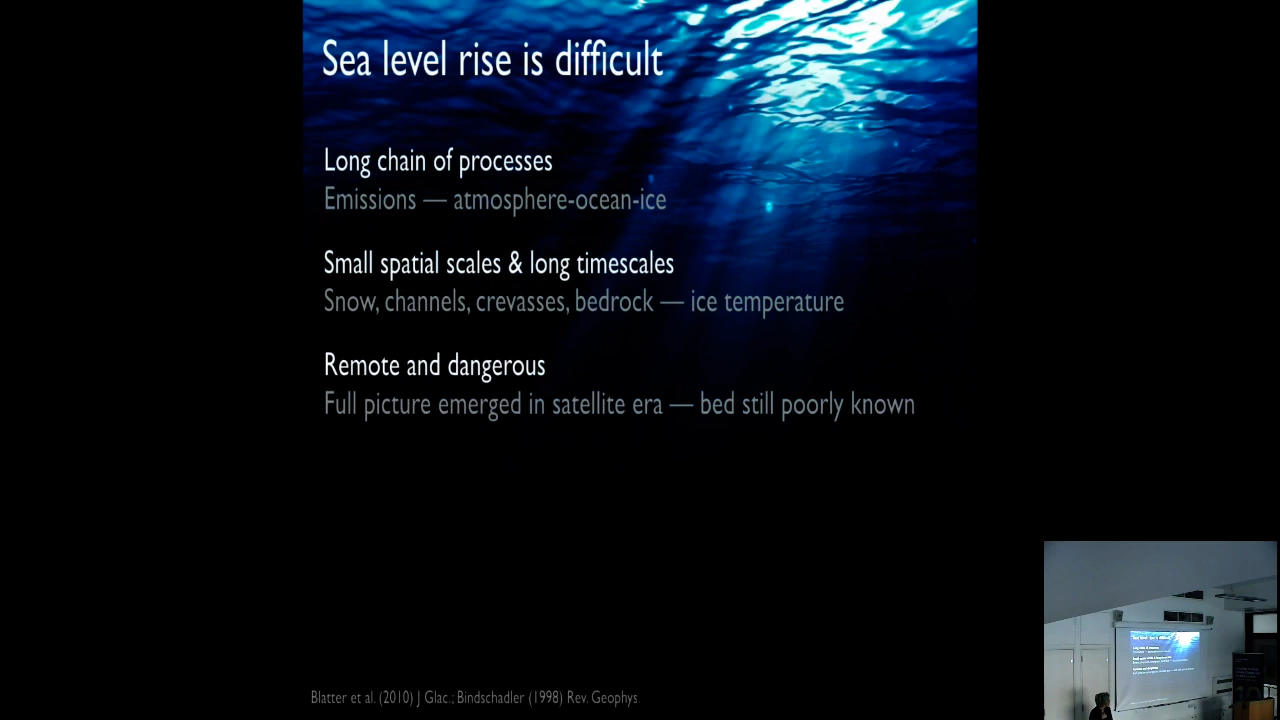 Sea level rise is difficult
Long chain of processes
Emissions — atmosphere-ocean-ice
Small spatial scales & long timescales
Snow, channels, crevasses, bedrock — ice temperature
Remote and dangerous
Full picture emerged in satellite era — bed still poorly known
Blatter et al. (2010) J Glac.; Bindschadler (1998) Rev. Geophys.